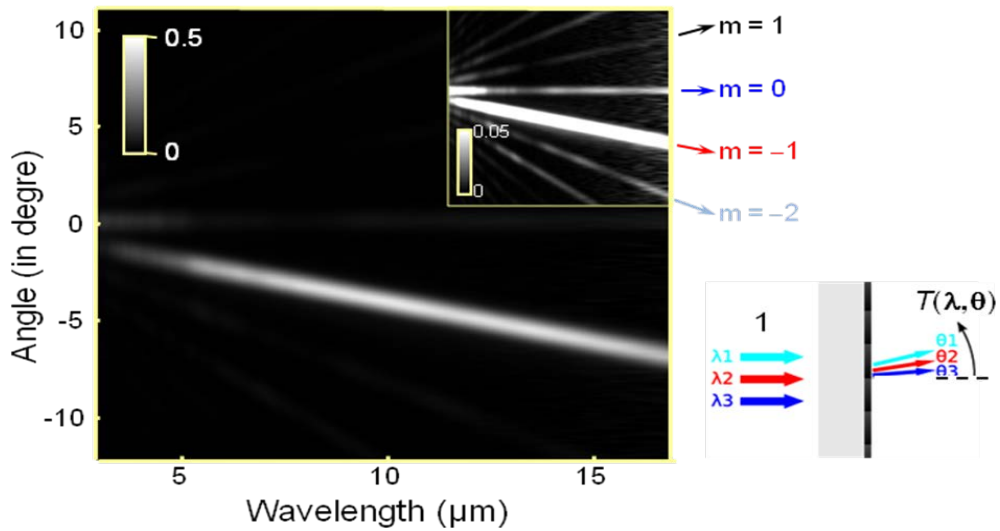 10
5
0
-5
-10
Angle (in degre)
5
10
15
Wavelength (µm)
0.5
0
0.05
0
m = 1
m = 0
m = −1
m = −2
1
T(λ,θ)
λ1
λ2
λ3
θ1
θ2
θ3